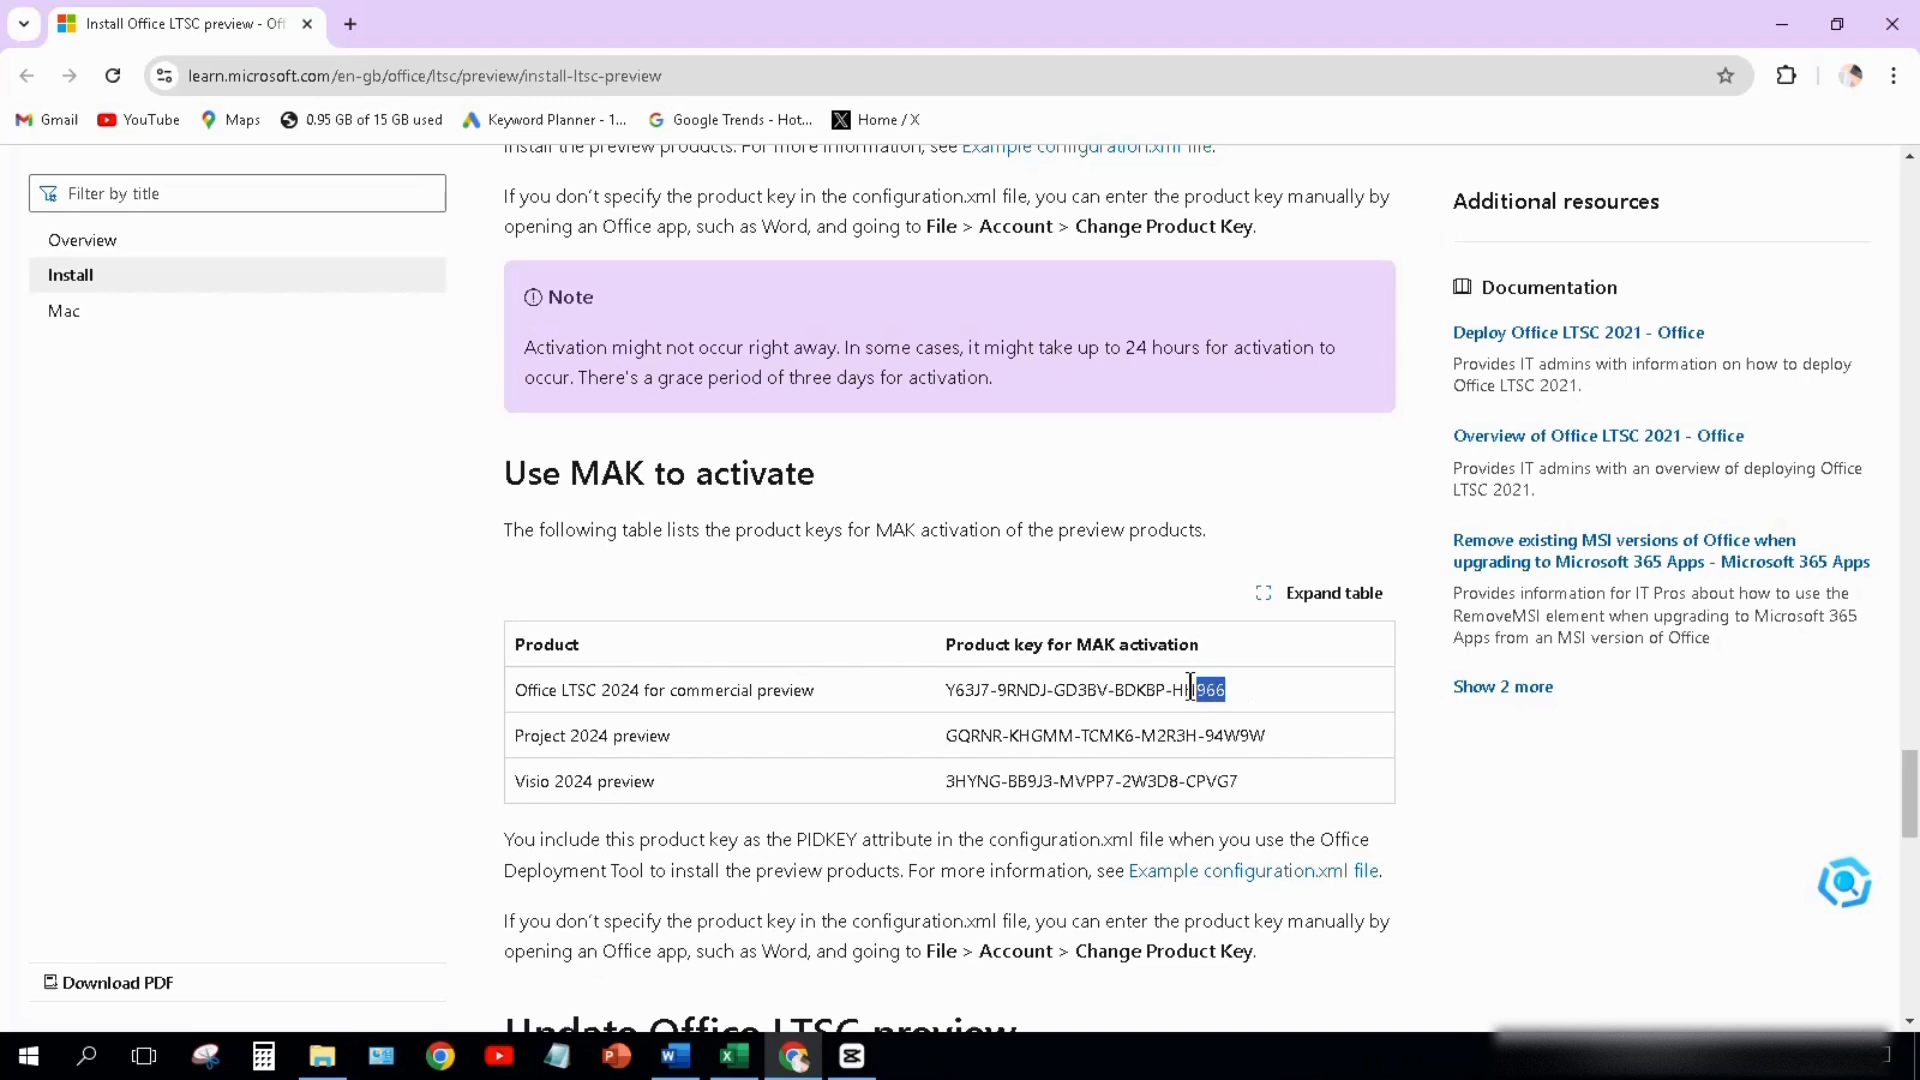 Install Office LTSC preview - Off
learn.microsoft.com/en-gb/office/ltsc/preview/install-ltsc-preview
Gmail
YouTube
Maps
0.95 GB of 15 GB used
Keyword Planner - 1...
Google Trends - Hot...
Home / X
Filter by title
Overview
Install
Mac
Download PDF
install the preview products. For more information, see Example configuration.xml file.
If you don't specify the product key in the configuration.xml file, you can enter the product key manually by
opening an Office app, such as Word, and going to File > Account > Change Product Key.
Note
Activation might not occur right away. In some cases, it might take up to 24 hours for activation to
occur. There's a grace period of three days for activation.
Use MAK to activate
The following table lists the product keys for MAK activation of the preview products.
Expand table
Product Product key for MAK activation
Office LTSC 2024 for commercial preview Y63J7-9RNDJ-GD3BV-BDKBP-HH966
Project 2024 preview GQRNR-KHGMM-TCMK6-M2R3H-94W9W
Visio 2024 preview 3HYNG-BB9J3-MVPP7-2W3D8-CPVG7
You include this product key as the PIDKEY attribute in the configuration.xml file when you use the Office
Deployment Tool to install the preview products. For more information, see Example configuration.xml file.
If you don't specify the product key in the configuration.xml file, you can enter the product key manually by
opening an Office app, such as Word, and going to File > Account > Change Product Key.
Update Office LTSC preview
Additional resources
Documentation
Deploy Office LTSC 2021 - Office
Provides IT admins with information on how to deploy
Office LTSC 2021.
Overview of Office LTSC 2021 - Office
Provides IT admins with an overview of deploying Office
LTSC 2021.
Remove existing MSI versions of Office when
upgrading to Microsoft 365 Apps - Microsoft 365 Apps
Provides information for IT Pros about how to use the
RemoveMSI element when upgrading to Microsoft 365
Apps from an MSI version of Office
Show 2 more